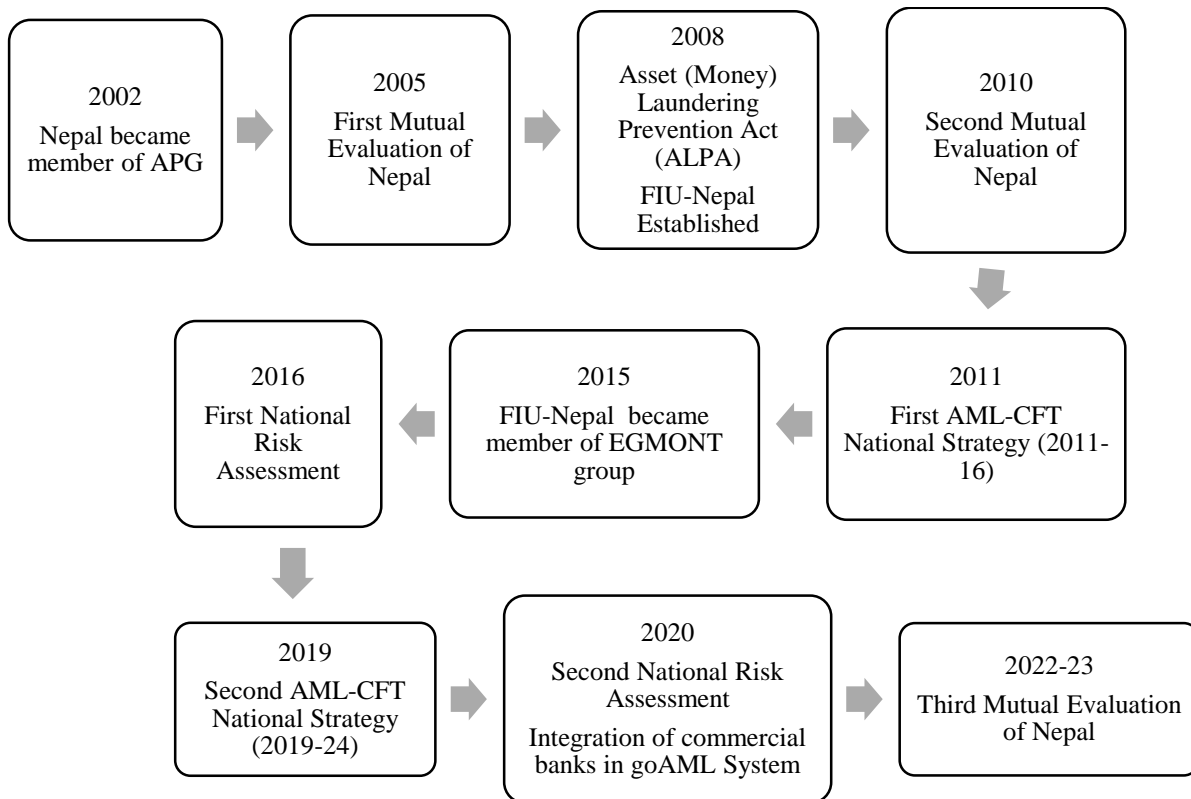 2002
Nepal became
member of APG
2005
First Mutual
Evaluation of
Nepal
2008
Asset (Money)
Laundering
Prevention Act
(ALPA)
FIU-Nepal
Established
2010
Second Mutual
Evaluation of
Nepal
2011
First AML-CFT
National Strategy (2011-
16)
2015
FIU-Nepal became
member of EGMONT
group
2016
First National
Risk
Assessment
2019
Second AML-CFT
National Strategy
(2019-24)
2020
Second National Risk
Assessment
Integration of commercial
banks in goAML System
2022-23
Third Mutual Evaluation
of Nepal